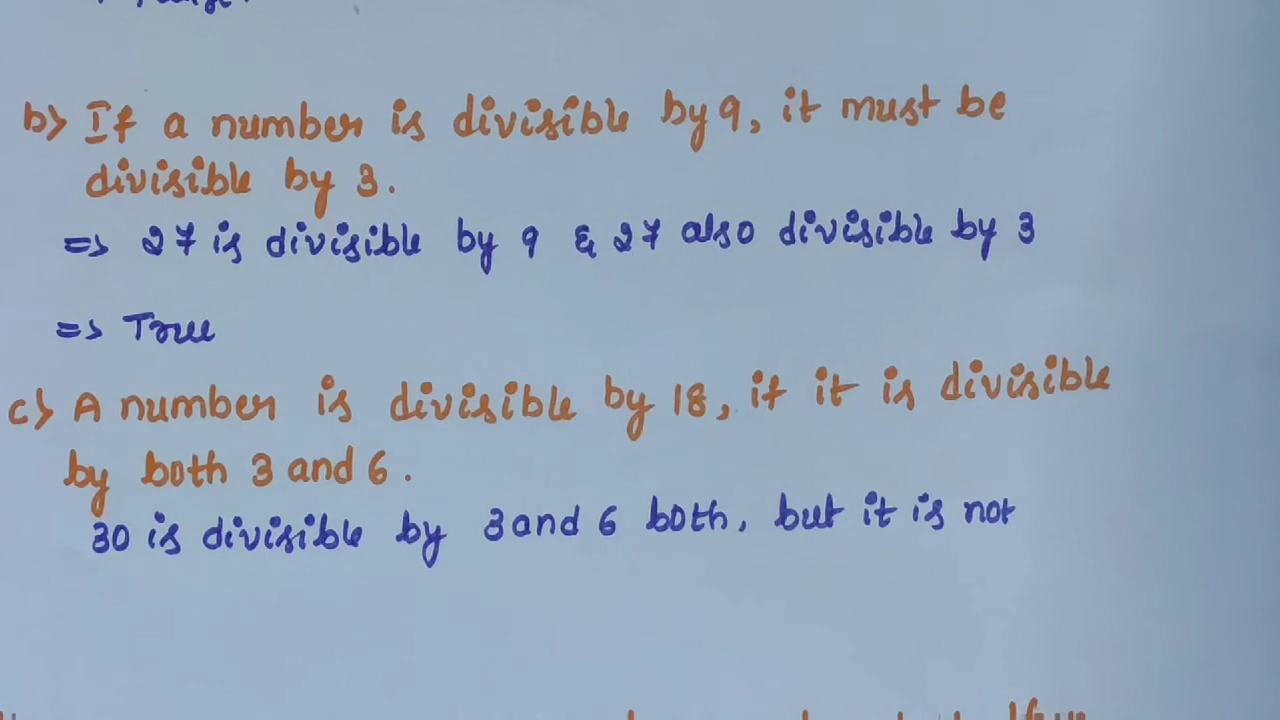 b) If a number is divisible by 9, it must be
divisible by 3.
=> 27 is divisible by 9 & 27 also divisible by 3
=> True
c) A number is divisible by 18, if it is divisible
by both 3 and 6.
30 is divisible by 3 and 6 both, but it is not